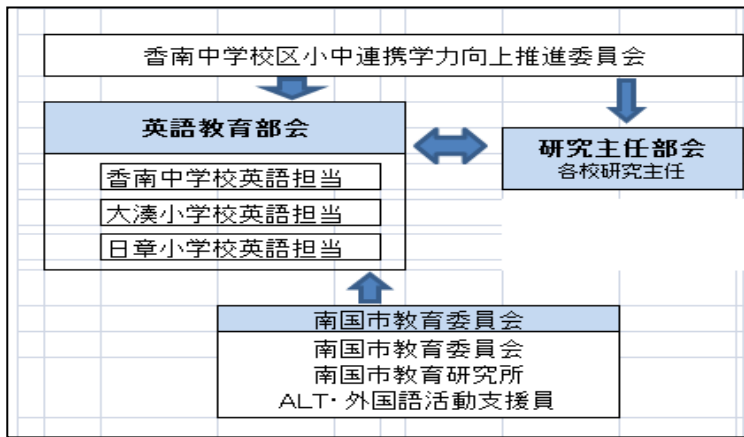 香南中学校区小中連携学力向上推進委員会
英語教育部会
香南中学校英語担当
大湊小学校英語担当
日章小学校英語担当
研究主任部会
各校研究主任
南国市教育委員会
南国市教育委員会
南国市教育研究所
ALT・外国語活動支援員